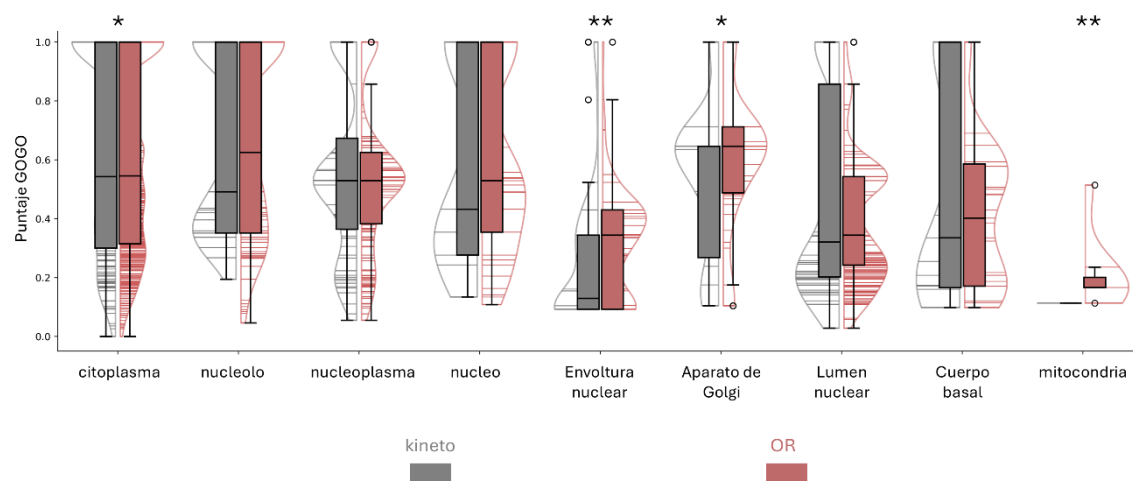 * ** * **
Puntaje GOGO
1.0
0.8
0.6
0.4
0.2
0.0
citoplasma nucleolo nucleoplasma nucleo Envoltura nuclear Aparato de Golgi Lumen nuclear Cuerpo basal mitocondria
kineto OR